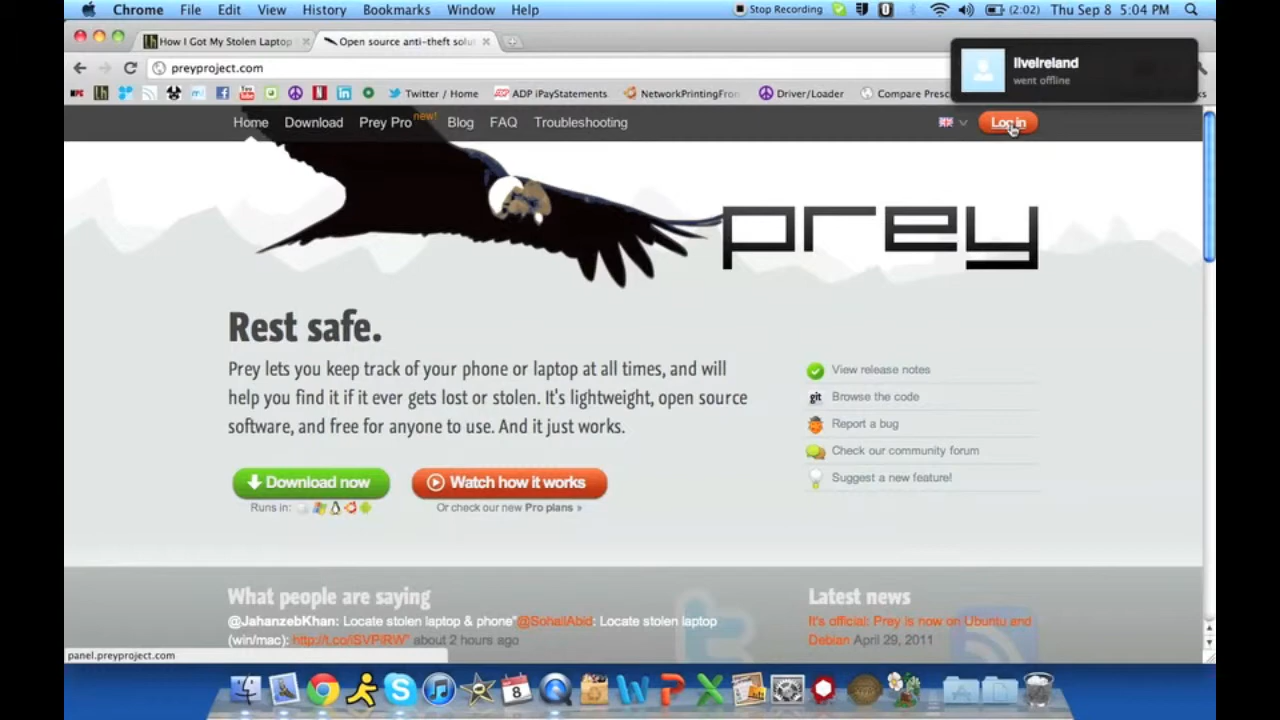 Chrome File Edit View History Bookmarks Window Help Stop Recording (2:02) Thu Sep 8 5:04 PM
How I Got My Stolen Laptop Open source anti-theft solut
preyproject.com
liveireland
went offline
Twitter / Home ADP iPayStatements NetworkPrintingFron Driver/Loader Compare Presc
Home Download Prey Pro new! Blog FAQ Troubleshooting Log in
prey
Rest safe.
Prey lets you keep track of your phone or laptop at all times, and will
help you find it if it ever gets lost or stolen. It's lightweight, open source
software, and free for anyone to use. And it just works.
View release notes
git Browse the code
Report a bug
Check our community forum
Suggest a new feature!
Download now Watch how it works
Runs in: Or check our new Pro plans »
What people are saying Latest news
@JahanzebKhan: Locate stolen laptop & phone"@SohailAbid: Locate stolen laptop
(win/mac): http://t.co/iSVPiRW" about 2 hours ago
It's official: Prey is now on Ubuntu and
Debian April 29, 2011
panel.preyproject.com